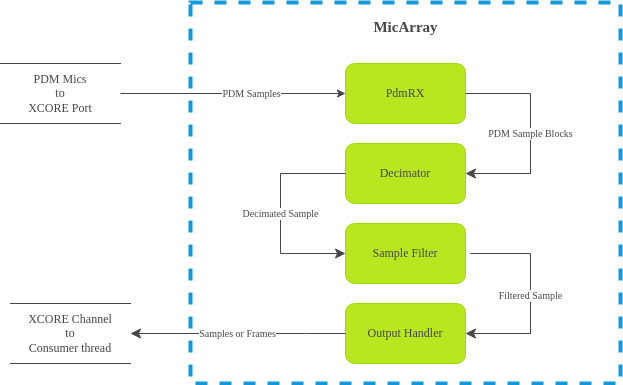 MicArray
PDM Mics
to
XCORE Port
PDM Samples
PdmRX
PDM Sample Blocks
Decimator
Decimated Sample
Sample Filter
Filtered Sample
XCORE Channel
to
Consumer thread
Samples or Frames
Output Handler